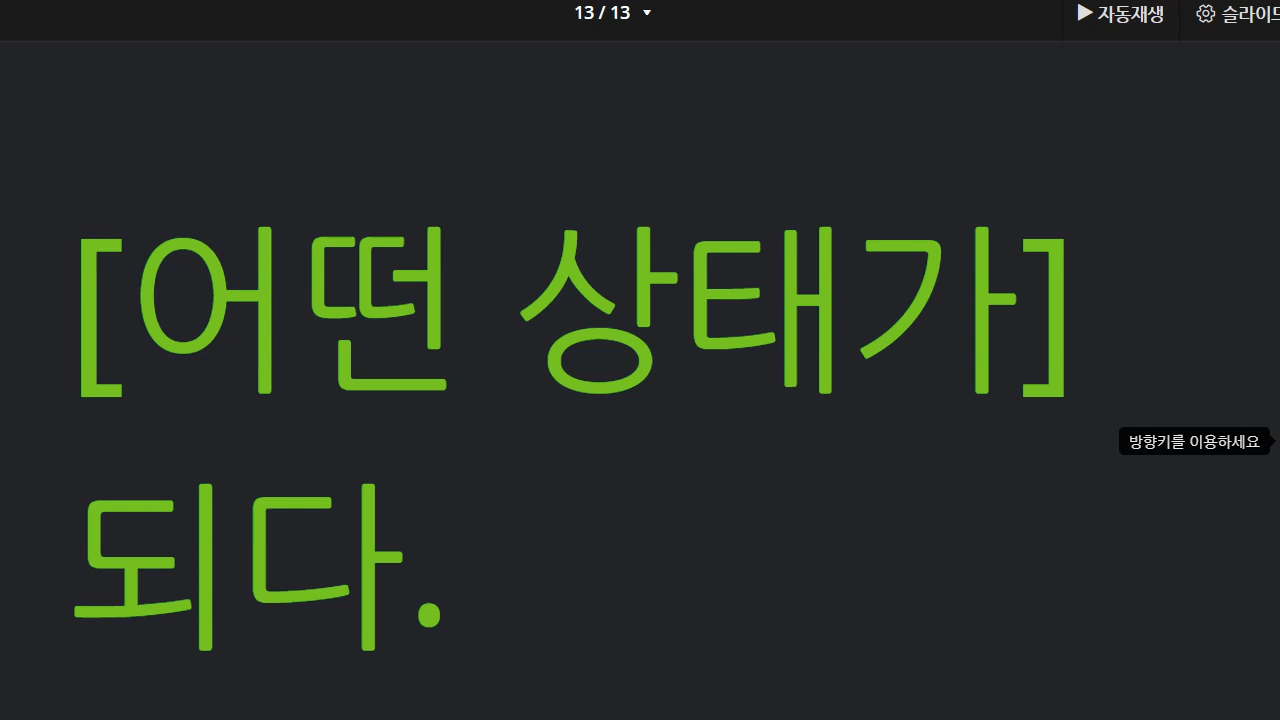 13 / 13
▶ 자동재생
슬라이드
[어떤 상태가]
방향키를 이용하세요
되다.